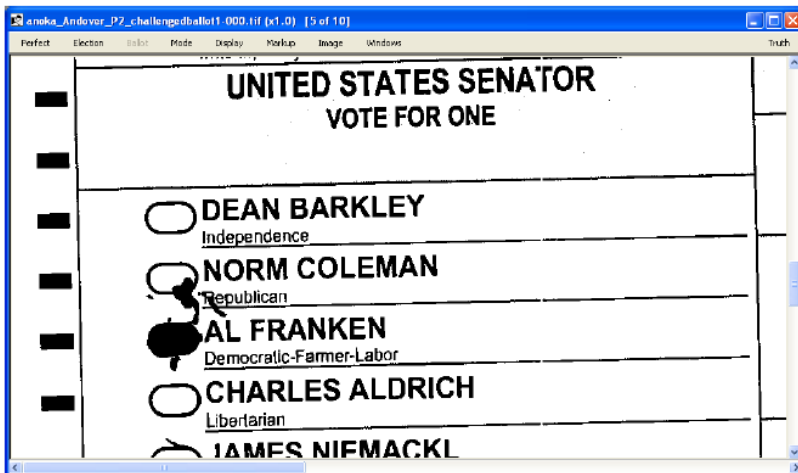 anoka_Andover_P2_challengedballot1-000.tif (x1.0) [5 of 10]
Perfect Election Ballot Mode Display Markup Image Windows Truth
UNITED STATES SENATOR
VOTE FOR ONE
DEAN BARKLEY
Independence
NORM COLEMAN
Republican
AL FRANKEN
Democratic-Farmer-Labor
CHARLES ALDRICH
Libertarian
JAMES NIEMACKL